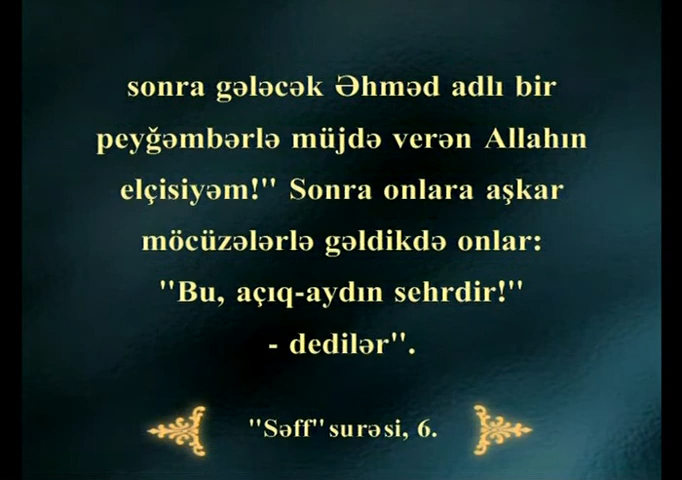 sonra gələcək Əhməd adlı bir
peyğəmbərlə müjdə verən Allahın
elçisiyəm!" Sonra onlara aşkar
möcüzələrlə gəldikdə onlar:
"Bu, açıq-aydın sehrdir!"
- dedilər".
"Səff" surəsi, 6.